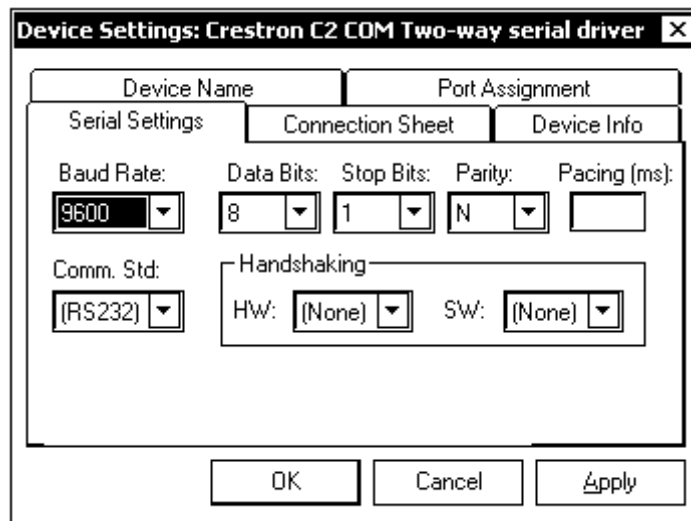 Device Settings: Crestron C2 COM Two-way serial driver
Device Name Port Assignment
Serial Settings Connection Sheet Device Info
Baud Rate: Data Bits: Stop Bits: Parity: Pacing (ms):
9600 8 1 N
Comm. Std: Handshaking
(RS232) HW: (None) SW: (None)
OK Cancel Apply